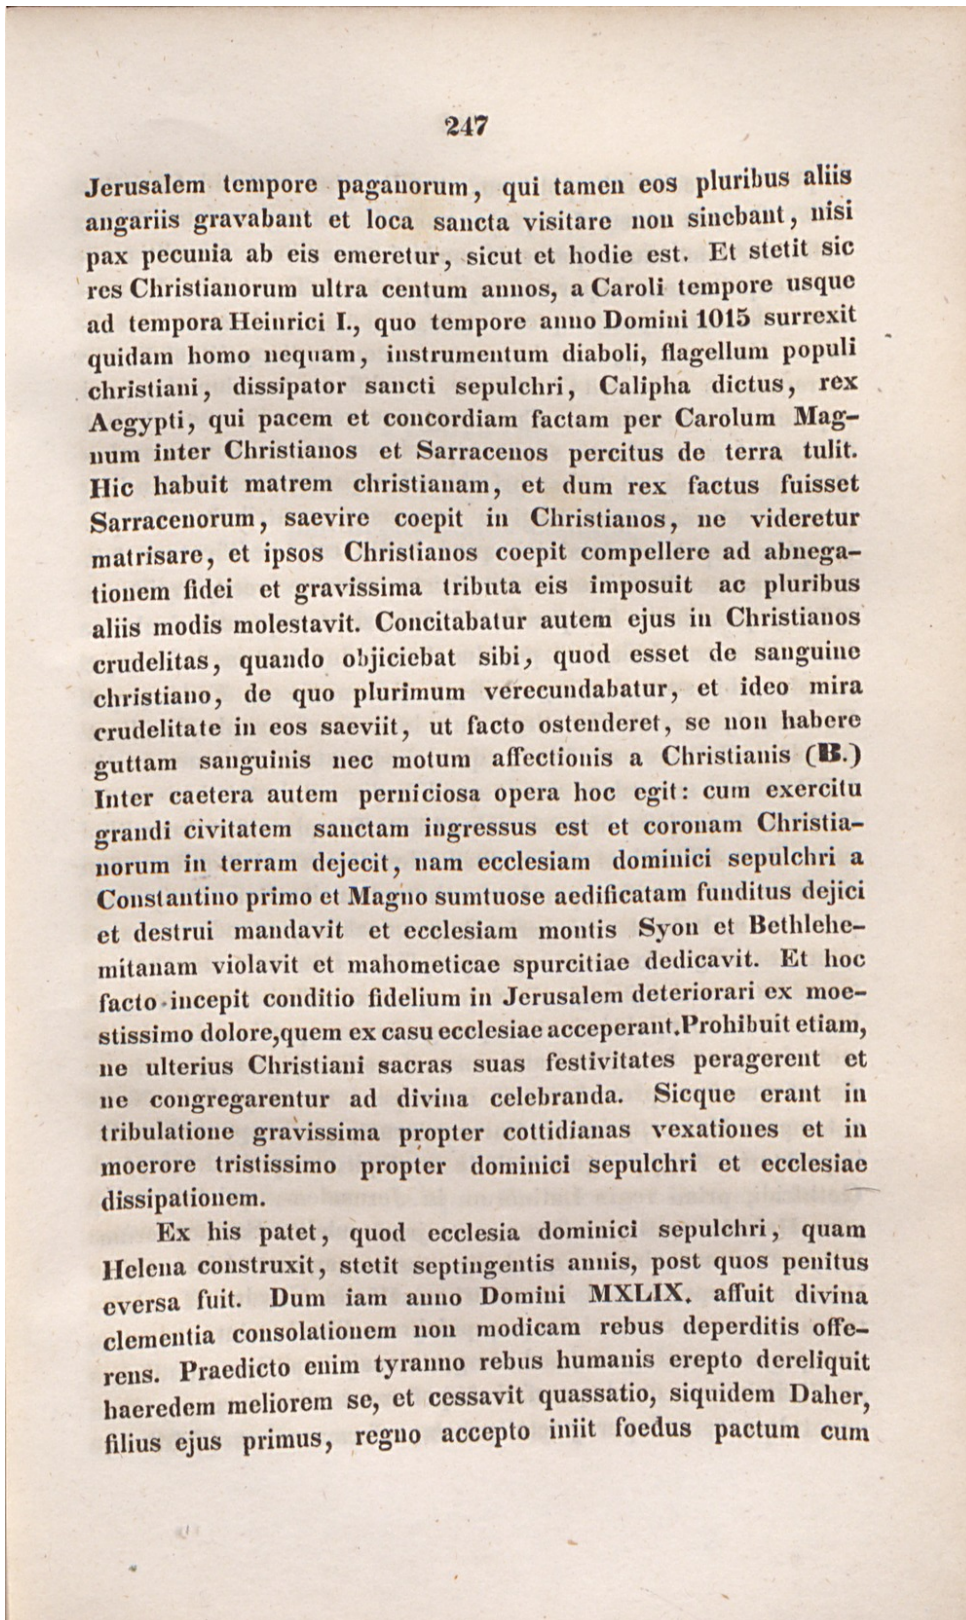 247
Jerusalem tempore paganorum, qui tamen eos pluribus aliis
angariis gravabant et loca sancta visitare non sinebant, nisi
pax pecunia ab eis emeretur, sicut et hodie est. Et stetit sic
res Christianorum ultra centum annos, a Caroli tempore usque
ad tempora Heinrici I., quo tempore anno Domini 1015 surrexit
quidam homo nequam, instrumentum diaboli, flagellum populi
christiani, dissipator sancti sepulchri, Calipha dictus, rex
Aegypti, qui pacem et concordiam factam per Carolum Mag-
num inter Christianos et Sarracenos percitus de terra tulit.
Hic habuit matrem christianam, et dum rex factus fuisset
Sarracenorum, saevire coepit in Christianos, ne videretur
matrisare, et ipsos Christianos coepit compellere ad abnega-
tionem fidei et gravissima tributa eis imposuit ac pluribus
aliis modis molestavit. Concitabatur autem ejus in Christianos
crudelitas, quando objiciebat sibi, quod esset de sanguine
christiano, de quo plurimum verecundabatur, et ideo mira
crudelitate in eos saeviit, ut facto ostenderet, se non habere
guttam sanguinis nec motum affectionis a Christianis (B.)
Inter caetera autem perniciosa opera hoc egit: cum exercitu
grandi civitatem sanctam ingressus est et coronam Christia-
norum in terram dejecit, nam ecclesiam dominici sepulchri a
Constantino primo et Magno sumtuose aedificatam funditus dejici
et destrui mandavit et ecclesiam montis Syon et Bethlehe-
mitanam violavit et mahometicae spurcitiae dedicavit. Et hoc
facto incepit conditio fidelium in Jerusalem deteriorari ex moe-
stissimo dolore, quem ex casu ecclesiae acceperant. Prohibuit etiam,
ne ulterius Christiani sacras suas festivitates peragerent et
ne congregarentur ad divina celebranda. Sicque erant in
tribulatione gravissima propter cottidianas vexationes et in
moerore tristissimo propter dominici sepulchri et ecclesiae
dissipationem.
Ex his patet, quod ecclesia dominici sepulchri, quam
Helena construxit, stetit septingentis annis, post quos penitus
eversa fuit. Dum iam anno Domini MXLIX. affuit divina
clementia consolationem non modicam rebus deperditis offe-
rens. Praedicto enim tyranno rebus humanis erepto dereliquit
haeredem meliorem se, et cessavit quassatio, siquidem Daher,
filius ejus primus, regno accepto iniit foedus pactum cum